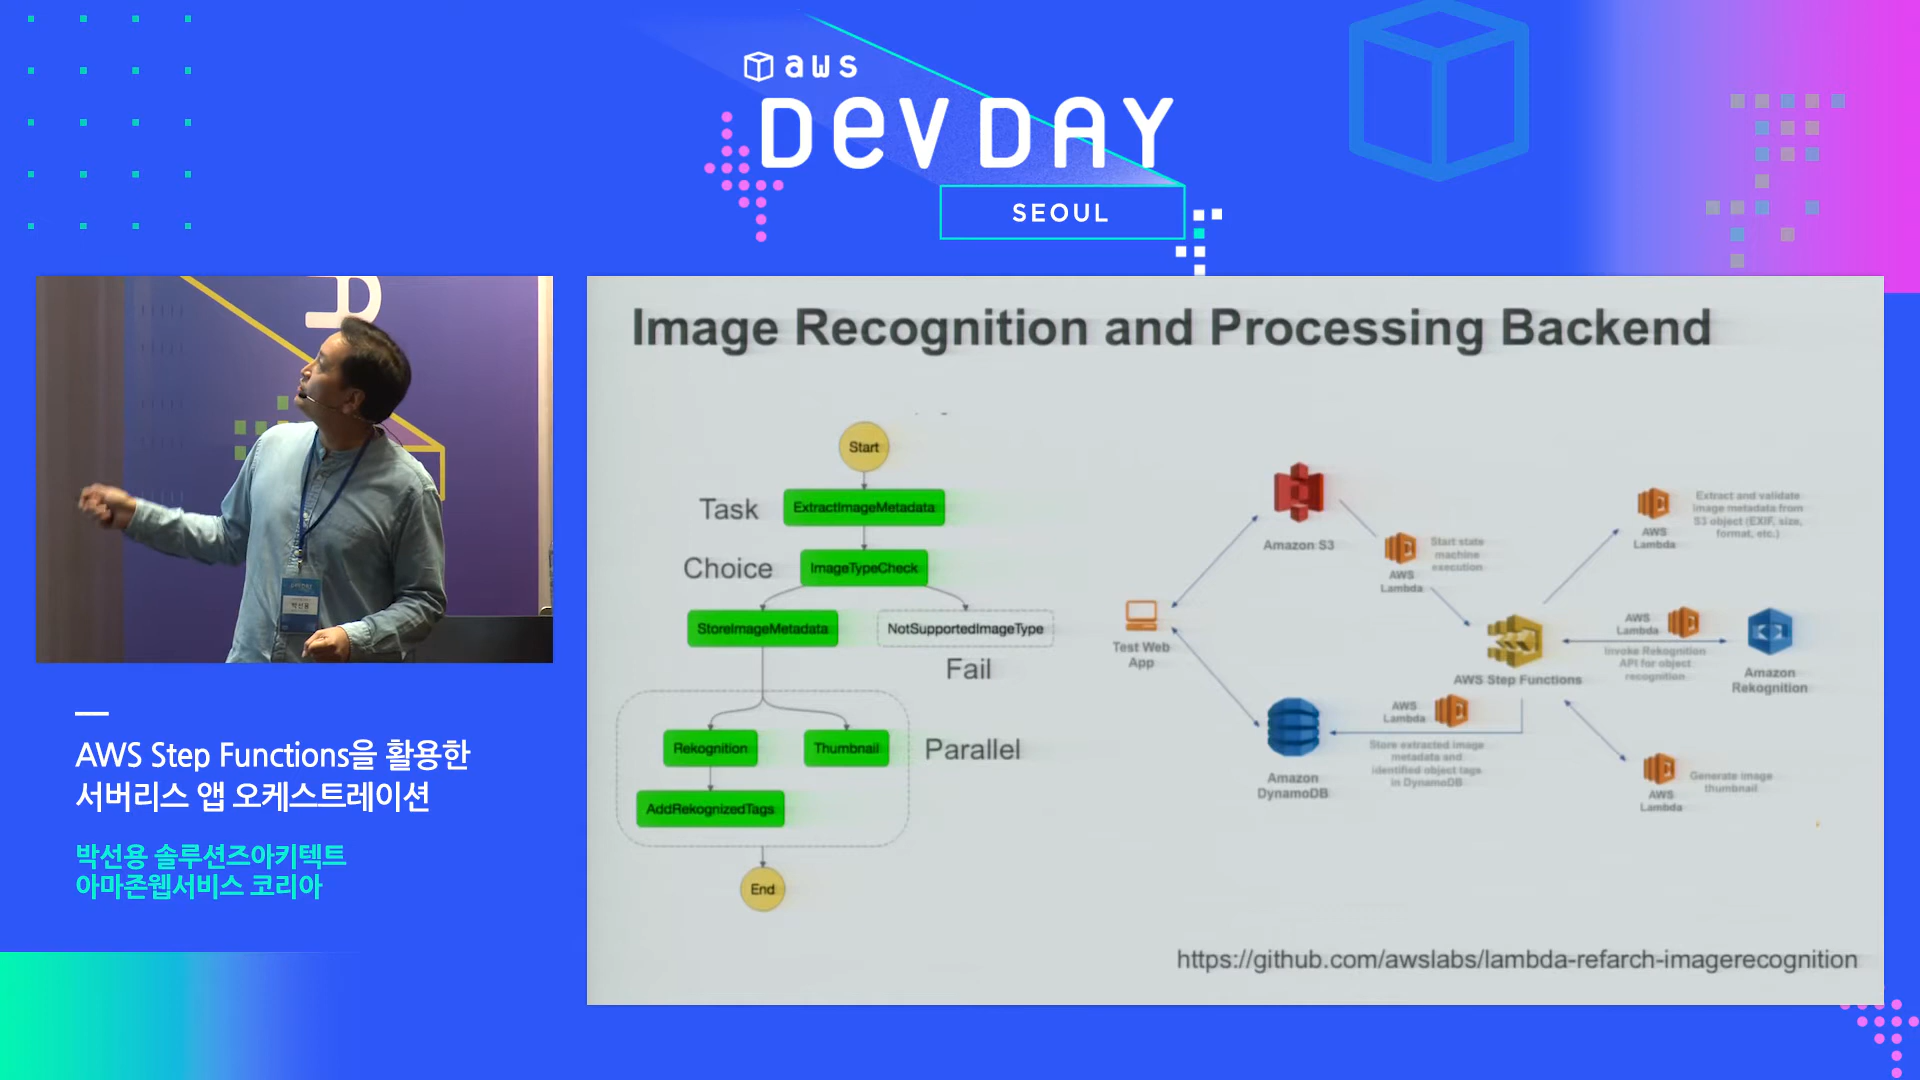 aws
DEV DAY
SEOUL
AWS Step Functions을 활용한
서버리스 앱 오케스트레이션
박선용 솔루션즈아키텍트
아마존웹서비스 코리아
박선용
Image Recognition and Processing Backend
Start
Task
ExtractImageMetadata
Choice
ImageTypeCheck
StoreImageMetadata
NotSupportedImageType
Fail
Rekognition
Thumbnail
Parallel
AddRekognizedTags
End
Test Web
App
Amazon S3
Start state
machine
execution
AWS
Lambda
AWS Step Functions
Extract and validate
image metadata from
S3 object (EXIF, size,
format, etc.)
AWS
Lambda
AWS
Lambda
Invoke Rekognition
API for object
recognition
Amazon
Rekognition
AWS
Lambda
Store extracted image
metadata and
identified object tags
in DynamoDB
Amazon
DynamoDB
Generate image
thumbnail
AWS
Lambda
https://github.com/awslabs/lambda-refarch-imagerecognition